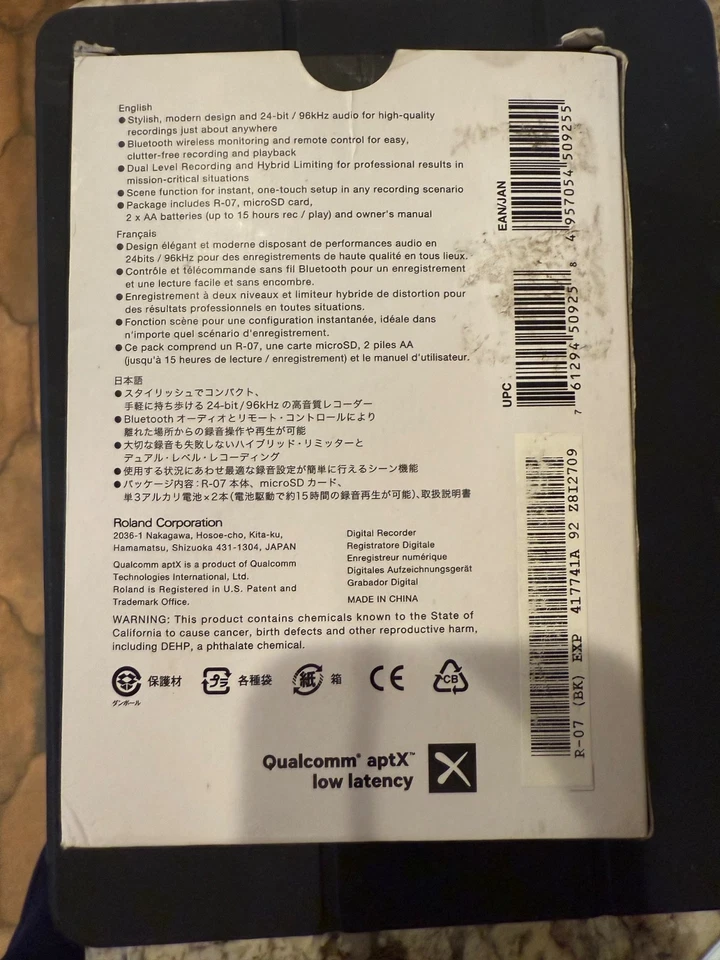 English
●Stylish, modern design and 24-bit / 96kHz audio for high-quality
recordings just about anywhere
●Bluetooth wireless monitoring and remote control for easy,
clutter-free recording and playback
●Dual Level Recording and Hybrid Limiting for professional results in
mission-critical situations
●Scene function for instant, one-touch setup in any recording scenario
●Package includes R-07, microSD card,
2 x AA batteries (up to 15 hours rec / play) and owner's manual
Français
●Design élégant et moderne disposant de performances audio en
24bits / 96kHz pour des enregistrements de haute qualité en tous lieux.
●Contrôle et télécommande sans fil Bluetooth pour un enregistrement
et une lecture facile et sans encombre.
●Enregistrement à deux niveaux et limiteur hybride de distortion pour
des résultats professionnels en toutes situations.
●Fonction scène pour une configuration instantanée, idéale dans
n'importe quel scénario d'enregistrement.
●Ce pack comprend un R-07, une carte microSD, 2 piles AA
(jusqu'à 15 heures de lecture / enregistrement) et le manuel d'utilisateur.
日本語
●スタイリッシュでコンパクト、
手軽に持ち歩ける 24-bit/96kHz の高音質レコーダー
●Bluetooth オーディオとリモート・コントロールにより
離れた場所からの録音操作や再生が可能
●大切な録音も失敗しないハイブリッド・リミッターと
デュアル・レベル・レコーディング
●使用する状況にあわせ最適な録音設定が簡単に行えるシーン機能
●パッケージ内容：R-07 本体、microSD カード、
単3アルカリ電池×2本（電池駆動で約15時間の録音再生が可能）、取扱説明書
Roland Corporation
2036-1 Nakagawa, Hosoe-cho, Kita-ku,
Hamamatsu, Shizuoka 431-1304, JAPAN
Qualcomm aptX is a product of Qualcomm
Technologies International, Ltd.
Roland is Registered in U.S. Patent and
Trademark Office.
Digital Recorder
Registratore Digitale
Enregistreur numérique
Digitales Aufzeichnungsgerät
Grabador Digital
MADE IN CHINA
WARNING: This product contains chemicals known to the State of
California to cause cancer, birth defects and other reproductive harm,
including DEHP, a phthalate chemical.
ダンボール
保護材
プラ
各種袋
紙
箱
CE
CB
Qualcomm® aptX™
low latency
EAN/JAN
4 957054 509255
UPC
7 61294 50925 8
R-07 (BK) EXP 417741A 92 Z8I2709